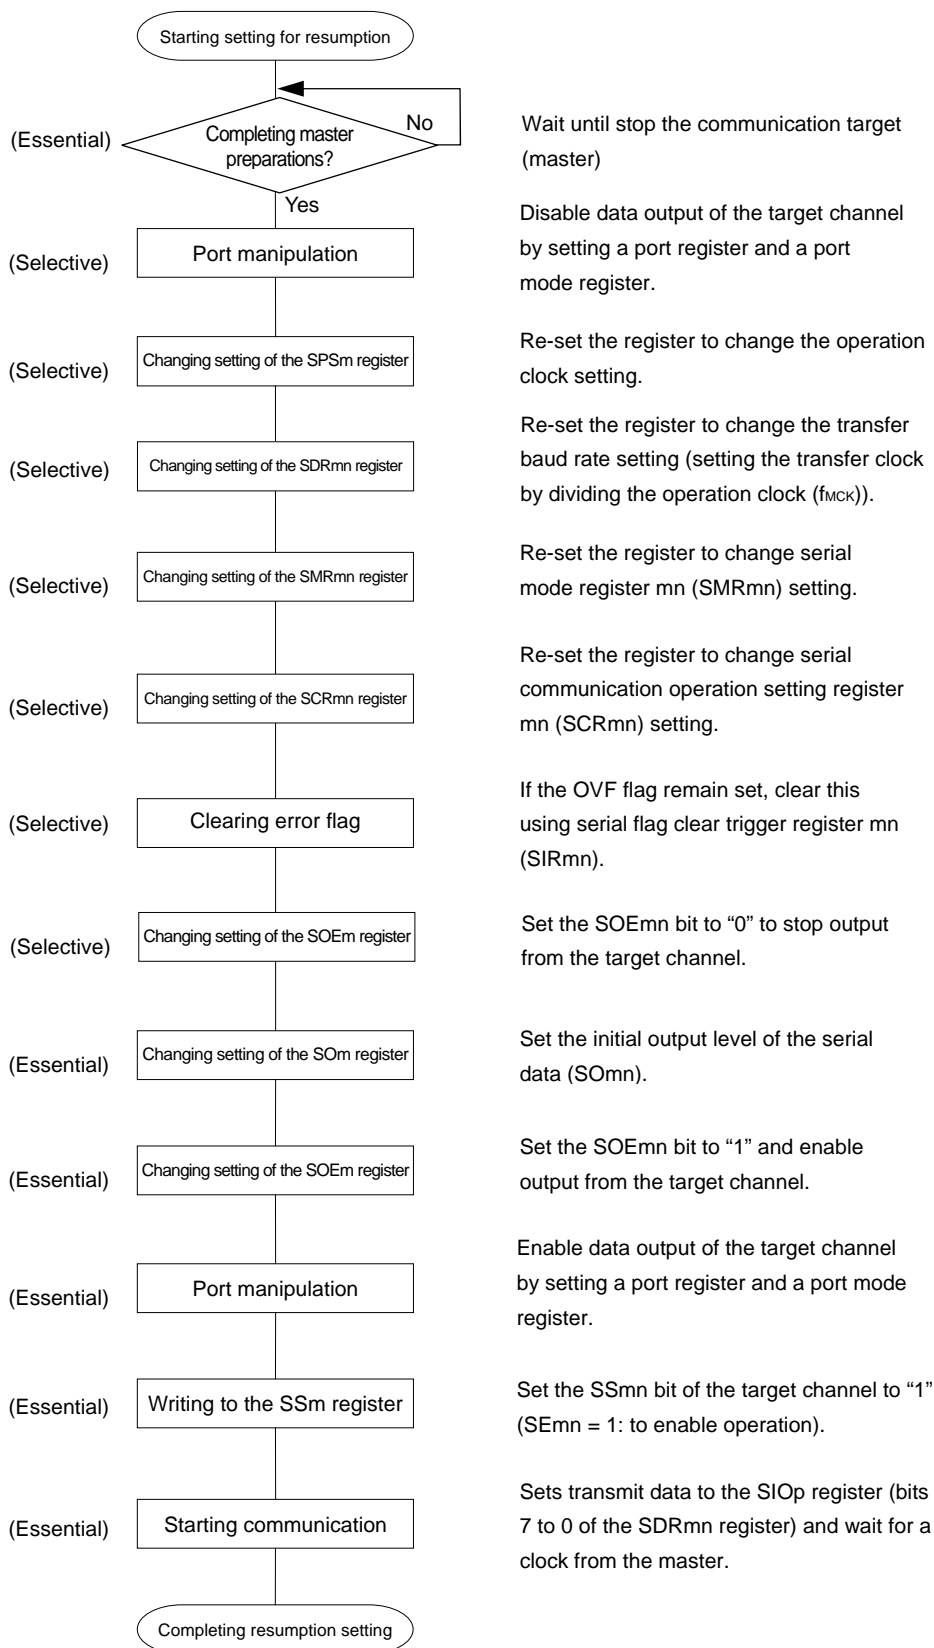 Starting setting for resumption
(Essential)
Completing master
preparations?
No
Yes
Wait until stop the communication target
(master)
(Selective)
Port manipulation
Disable data output of the target channel
by setting a port register and a port
mode register.
(Selective)
Changing setting of the SPSm register
Re-set the register to change the operation
clock setting.
(Selective)
Changing setting of the SDRmn register
Re-set the register to change the transfer
baud rate setting (setting the transfer clock
by dividing the operation clock (fMCK)).
(Selective)
Changing setting of the SMRmn register
Re-set the register to change serial
mode register mn (SMRmn) setting.
(Selective)
Changing setting of the SCRmn register
Re-set the register to change serial
communication operation setting register
mn (SCRmn) setting.
(Selective)
Clearing error flag
If the OVF flag remain set, clear this
using serial flag clear trigger register mn
(SIRmn).
(Selective)
Changing setting of the SOEm register
Set the SOEmn bit to “0” to stop output
from the target channel.
(Essential)
Changing setting of the SOm register
Set the initial output level of the serial
data (SOmn).
(Essential)
Changing setting of the SOEm register
Set the SOEmn bit to “1” and enable
output from the target channel.
(Essential)
Port manipulation
Enable data output of the target channel
by setting a port register and a port mode
register.
(Essential)
Writing to the SSm register
Set the SSmn bit of the target channel to “1”
(SEmn = 1: to enable operation).
(Essential)
Starting communication
Sets transmit data to the SIOp register (bits
7 to 0 of the SDRmn register) and wait for a
clock from the master.
Completing resumption setting